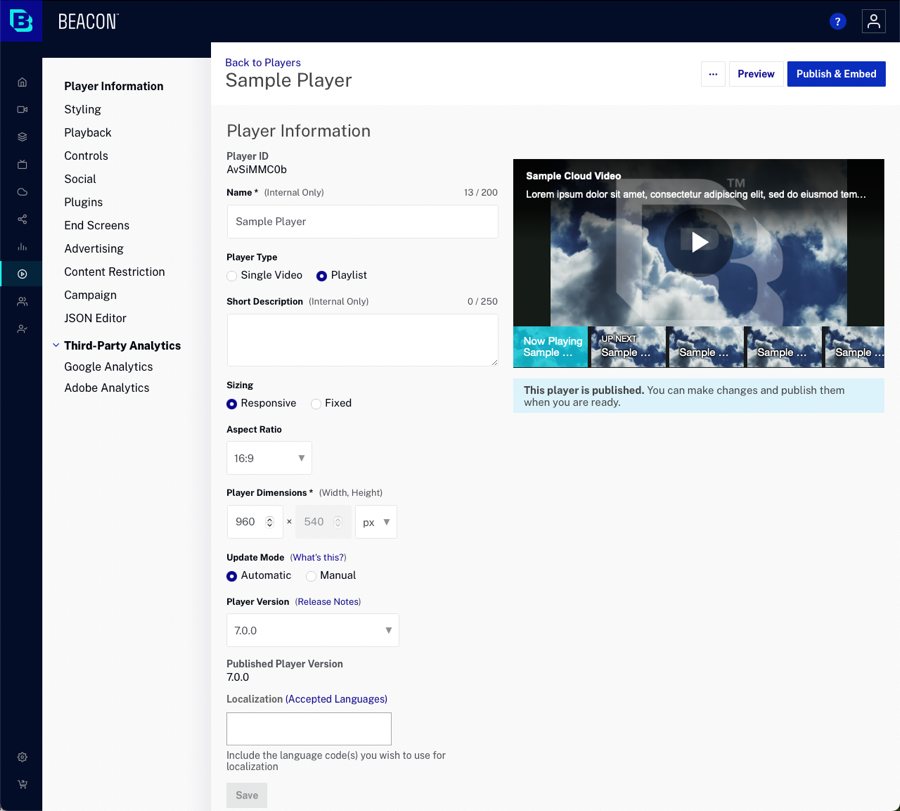 BEACON
?
Back to Players
Sample Player
...
Preview
Publish & Embed
Player Information
Styling
Playback
Controls
Social
Plugins
End Screens
Advertising
Content Restriction
Campaign
JSON Editor
Third-Party Analytics
Google Analytics
Adobe Analytics
Player Information
Player ID
AvSiMMC0b
Name * (Internal Only) 13 / 200
Sample Player
Player Type
Single Video Playlist
Short Description (Internal Only) 0 / 250
Sizing
Responsive Fixed
Aspect Ratio
16:9
Player Dimensions * (Width, Height)
960 × 540 px
Update Mode (What's this?)
Automatic Manual
Player Version (Release Notes)
7.0.0
Published Player Version
7.0.0
Localization (Accepted Languages)
Include the language code(s) you wish to use for
localization
Save
Sample Cloud Video
Lorem ipsum dolor sit amet, consectetur adipiscing elit, sed do eiusmod tem...
TM
Now Playing
Sample ...
UP NEXT
Sample ...
Sample ...
Sample ...
Sample ...
This player is published. You can make changes and publish them
when you are ready.